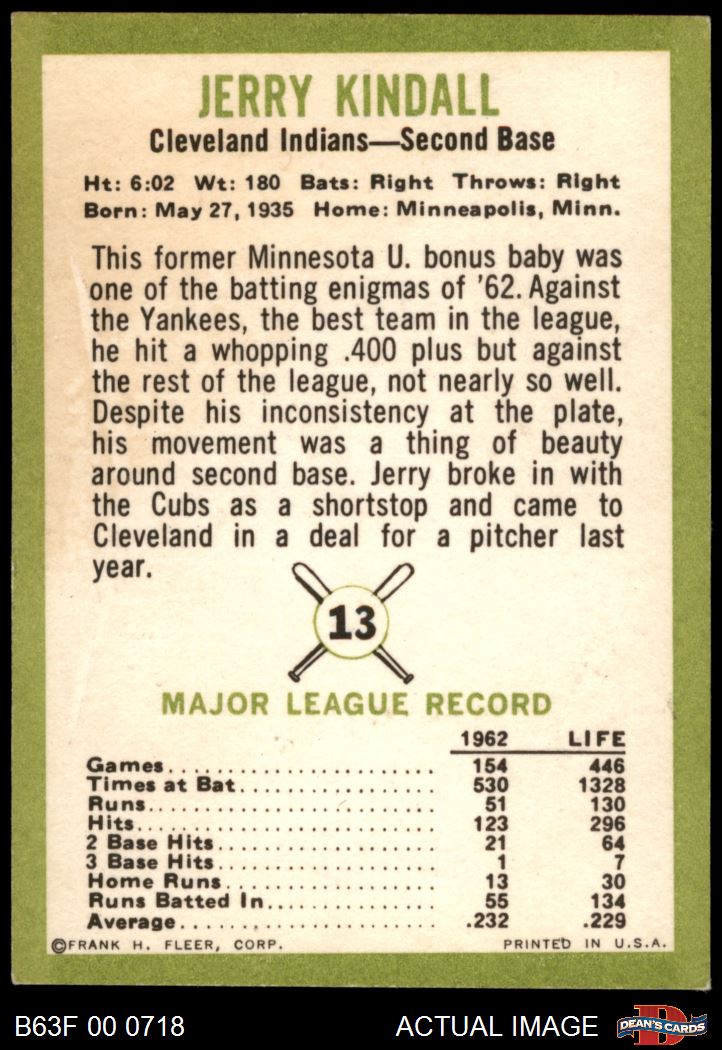 JERRY KINDALL
Cleveland Indians—Second Base
Ht: 6:02 Wt: 180 Bats: Right Throws: Right
Born: May 27, 1935 Home: Minneapolis, Minn.
This former Minnesota U. bonus baby was
one of the batting enigmas of '62. Against
the Yankees, the best team in the league,
he hit a whopping .400 plus but against
the rest of the league, not nearly so well.
Despite his inconsistency at the plate,
his movement was a thing of beauty
around second base. Jerry broke in with
the Cubs as a shortstop and came to
Cleveland in a deal for a pitcher last
year.
13
MAJOR LEAGUE RECORD
1962 LIFE
Games........................ 154 446
Times at Bat.................. 530 1328
Runs.......................... 51 130
Hits........................... 123 296
2 Base Hits.................... 21 64
3 Base Hits.................... 1 7
Home Runs................... 13 30
Runs Batted In............... 55 134
Average....................... .232 .229
©FRANK H. FLEER, CORP. PRINTED IN U.S.A.
B63F 00 0718 ACTUAL IMAGE DEAN'S CARDS